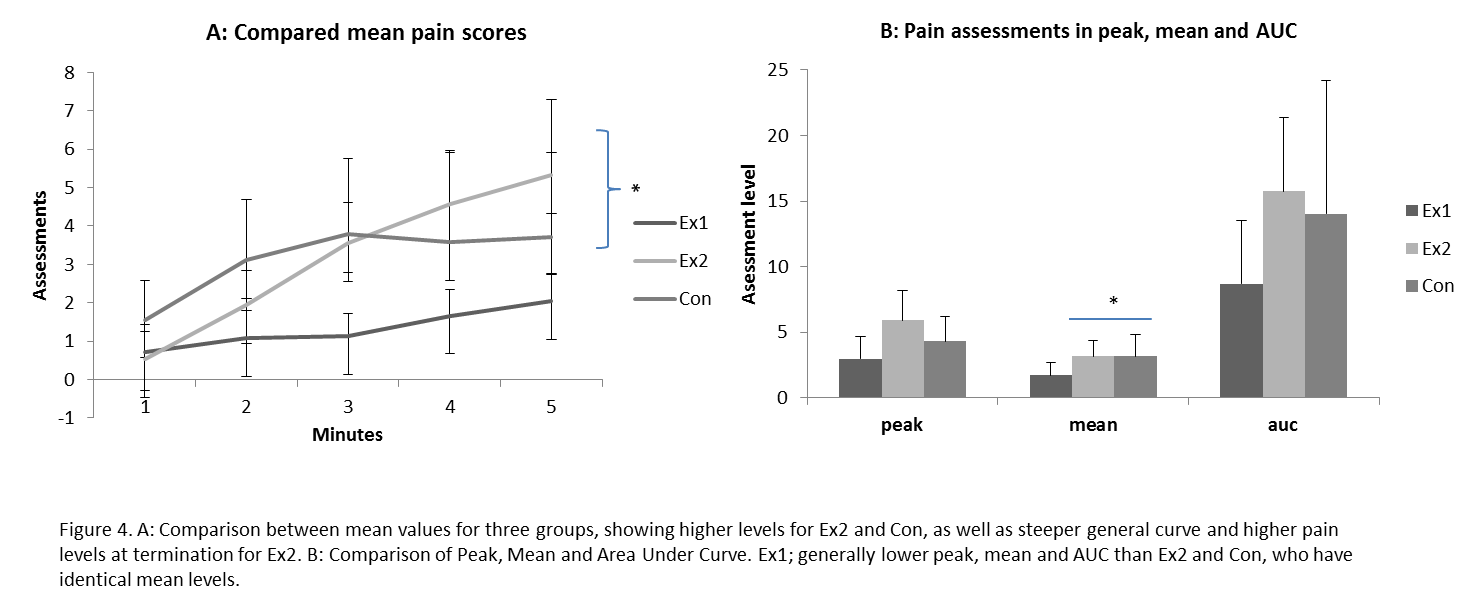 A: Compared mean pain scores
8
7
6
5
4
3
2
1
0
-1
Assessments
1 2 3 4 5
Minutes
*
Ex1
Ex2
Con
B: Pain assessments in peak, mean and AUC
25
20
15
10
5
0
Asessment level
*
peak mean auc
Ex1
Ex2
Con
Figure 4. A: Comparison between mean values for three groups, showing higher levels for Ex2 and Con, as well as steeper general curve and higher pain
levels at termination for Ex2. B: Comparison of Peak, Mean and Area Under Curve. Ex1; generally lower peak, mean and AUC than Ex2 and Con, who have
identical mean levels.